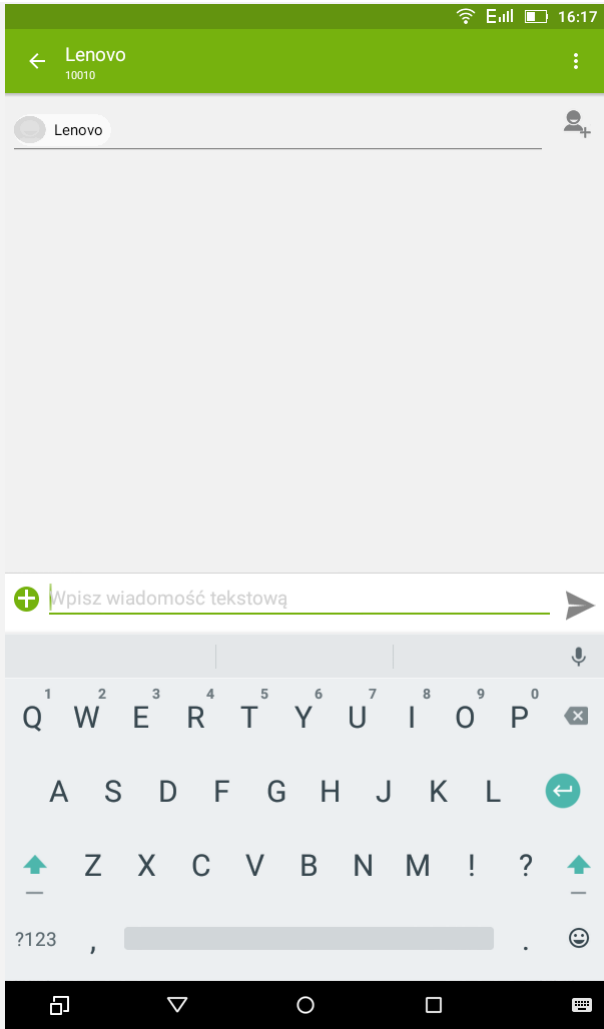 E 16:17
Lenovo
10010
Lenovo
Wpisz wiadomość tekstową
1 2 3 4 5 6 7 8 9 0
Q W E R T Y U I O P
A S D F G H J K L
Z X C V B N M ! ?
?123 , .